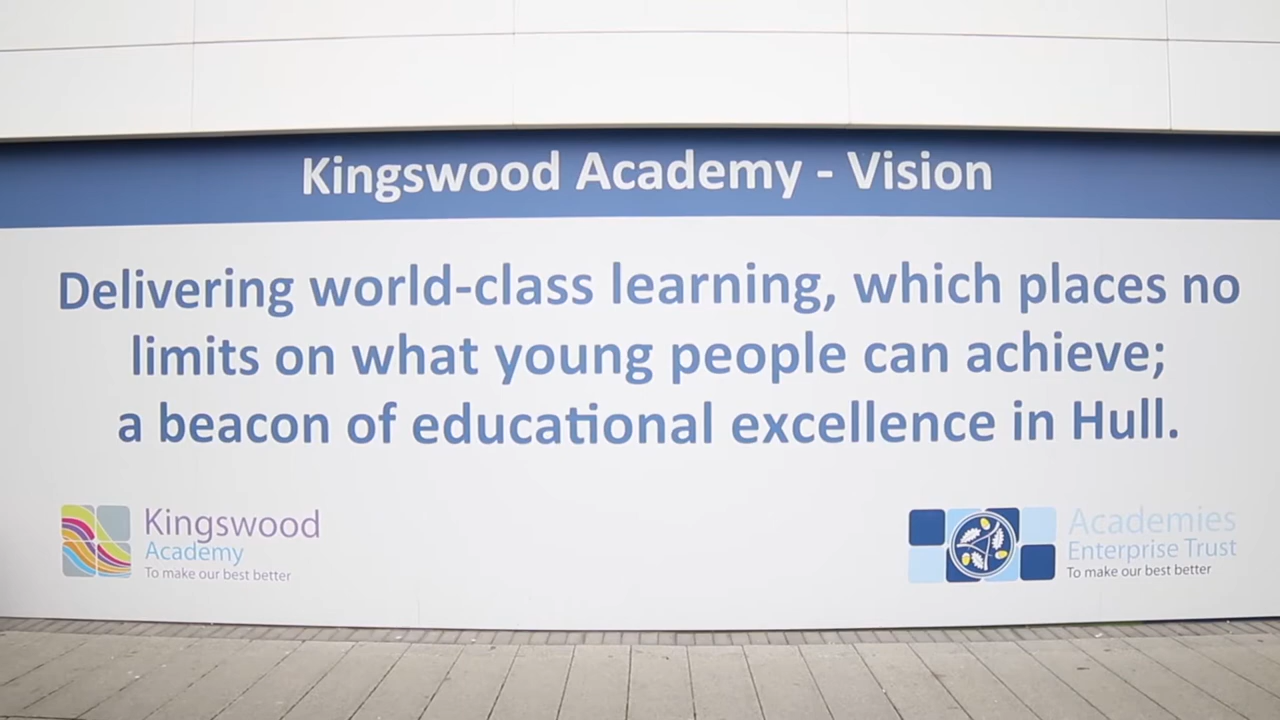 Kingswood Academy - Vision
Delivering world-class learning, which places no
limits on what young people can achieve;
a beacon of educational excellence in Hull.
Kingswood
Academy
To make our best better
Academies
Enterprise Trust
To make our best better